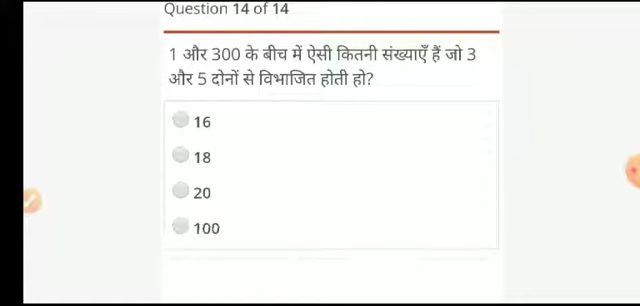 Question 14 of 14
1 और 300 के बीच में ऐसी कितनी संख्याएँ हैं जो 3
और 5 दोनों से विभाजित होती हो?
16
18
20
100